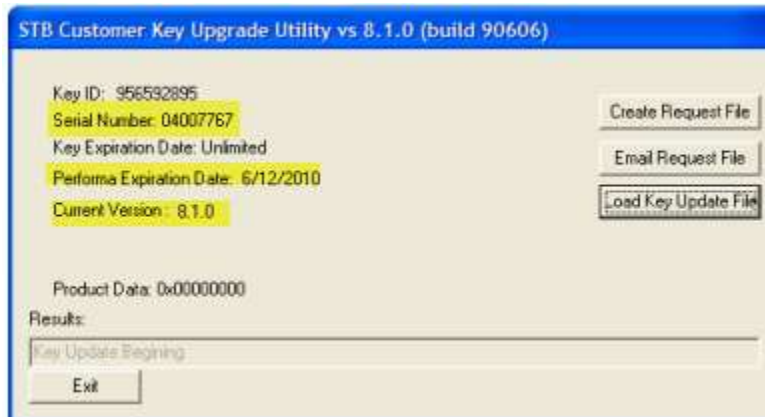 STB Customer Key Upgrade Utility vs 8.1.0 (build 90606)
Key ID: 956592895
Serial Number: 04007767
Key Expiration Date: Unlimited
Performa Expiration Date: 6/12/2010
Current Version : 8.1.0
Create Request File
Email Request File
Load Key Update File
Product Data: 0x00000000
Results:
Key Update Begining
Exit